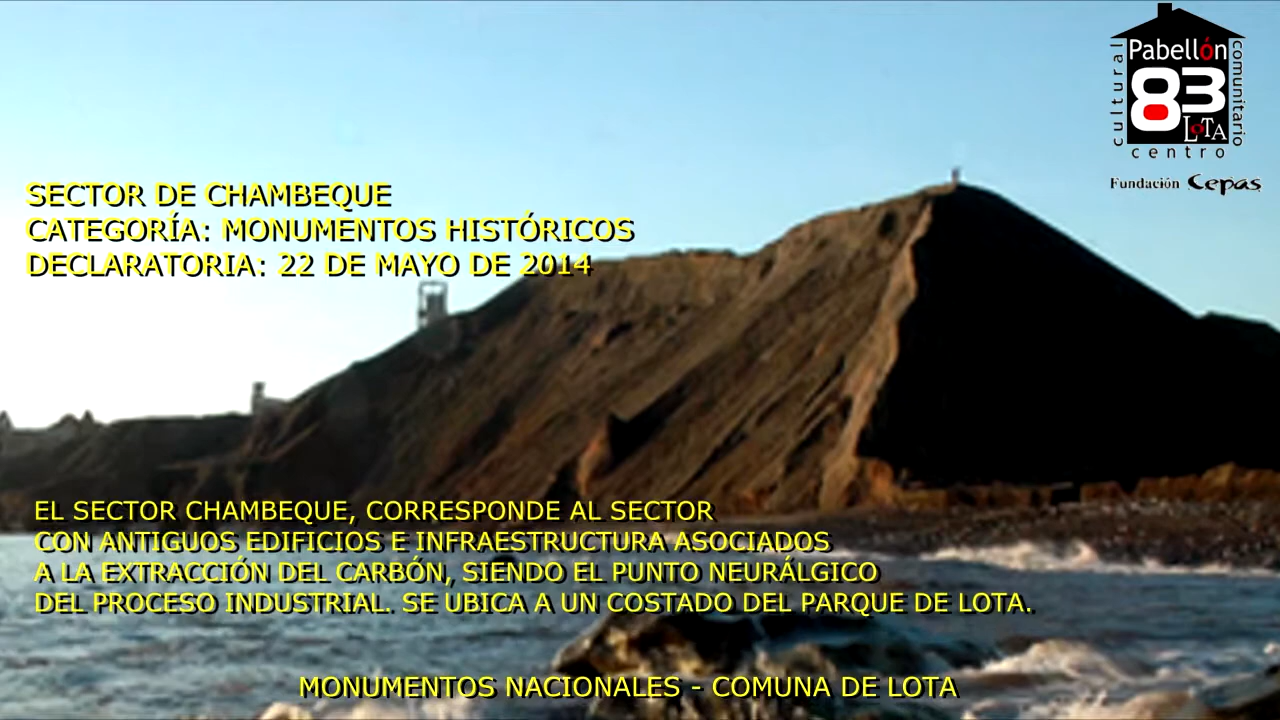 Pabellón
83
LOTA
cultural
comunitario
centro
Fundación Cepas
SECTOR DE CHAMBEQUE
CATEGORÍA: MONUMENTOS HISTÓRICOS
DECLARATORIA: 22 DE MAYO DE 2014
EL SECTOR CHAMBEQUE, CORRESPONDE AL SECTOR
CON ANTIGUOS EDIFICIOS E INFRAESTRUCTURA ASOCIADOS
A LA EXTRACCIÓN DEL CARBÓN, SIENDO EL PUNTO NEURÁLGICO
DEL PROCESO INDUSTRIAL. SE UBICA A UN COSTADO DEL PARQUE DE LOTA.
MONUMENTOS NACIONALES - COMUNA DE LOTA